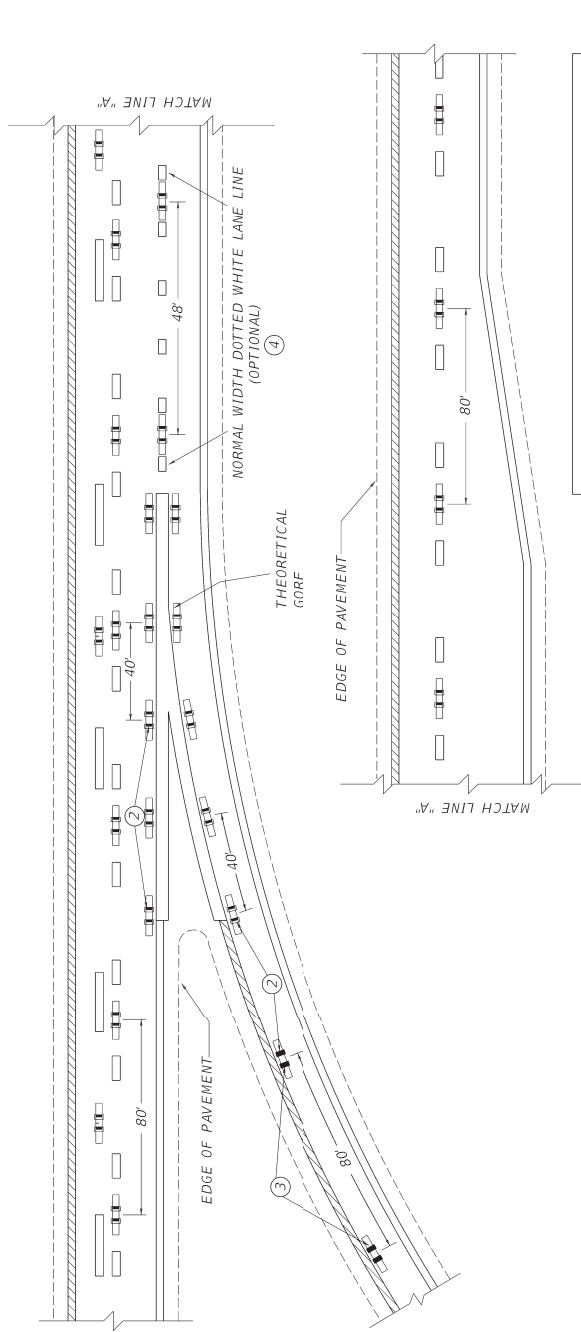 MATCH LINE "A"
48'
NORMAL WIDTH DOTTED WHITE LANE LINE
(OPTIONAL)
4
THEORETICAL
GORE
40'
2
40'
2
EDGE OF PAVEMENT
80'
80'
3
80'
EDGE OF PAVEMENT
MATCH LINE "A"